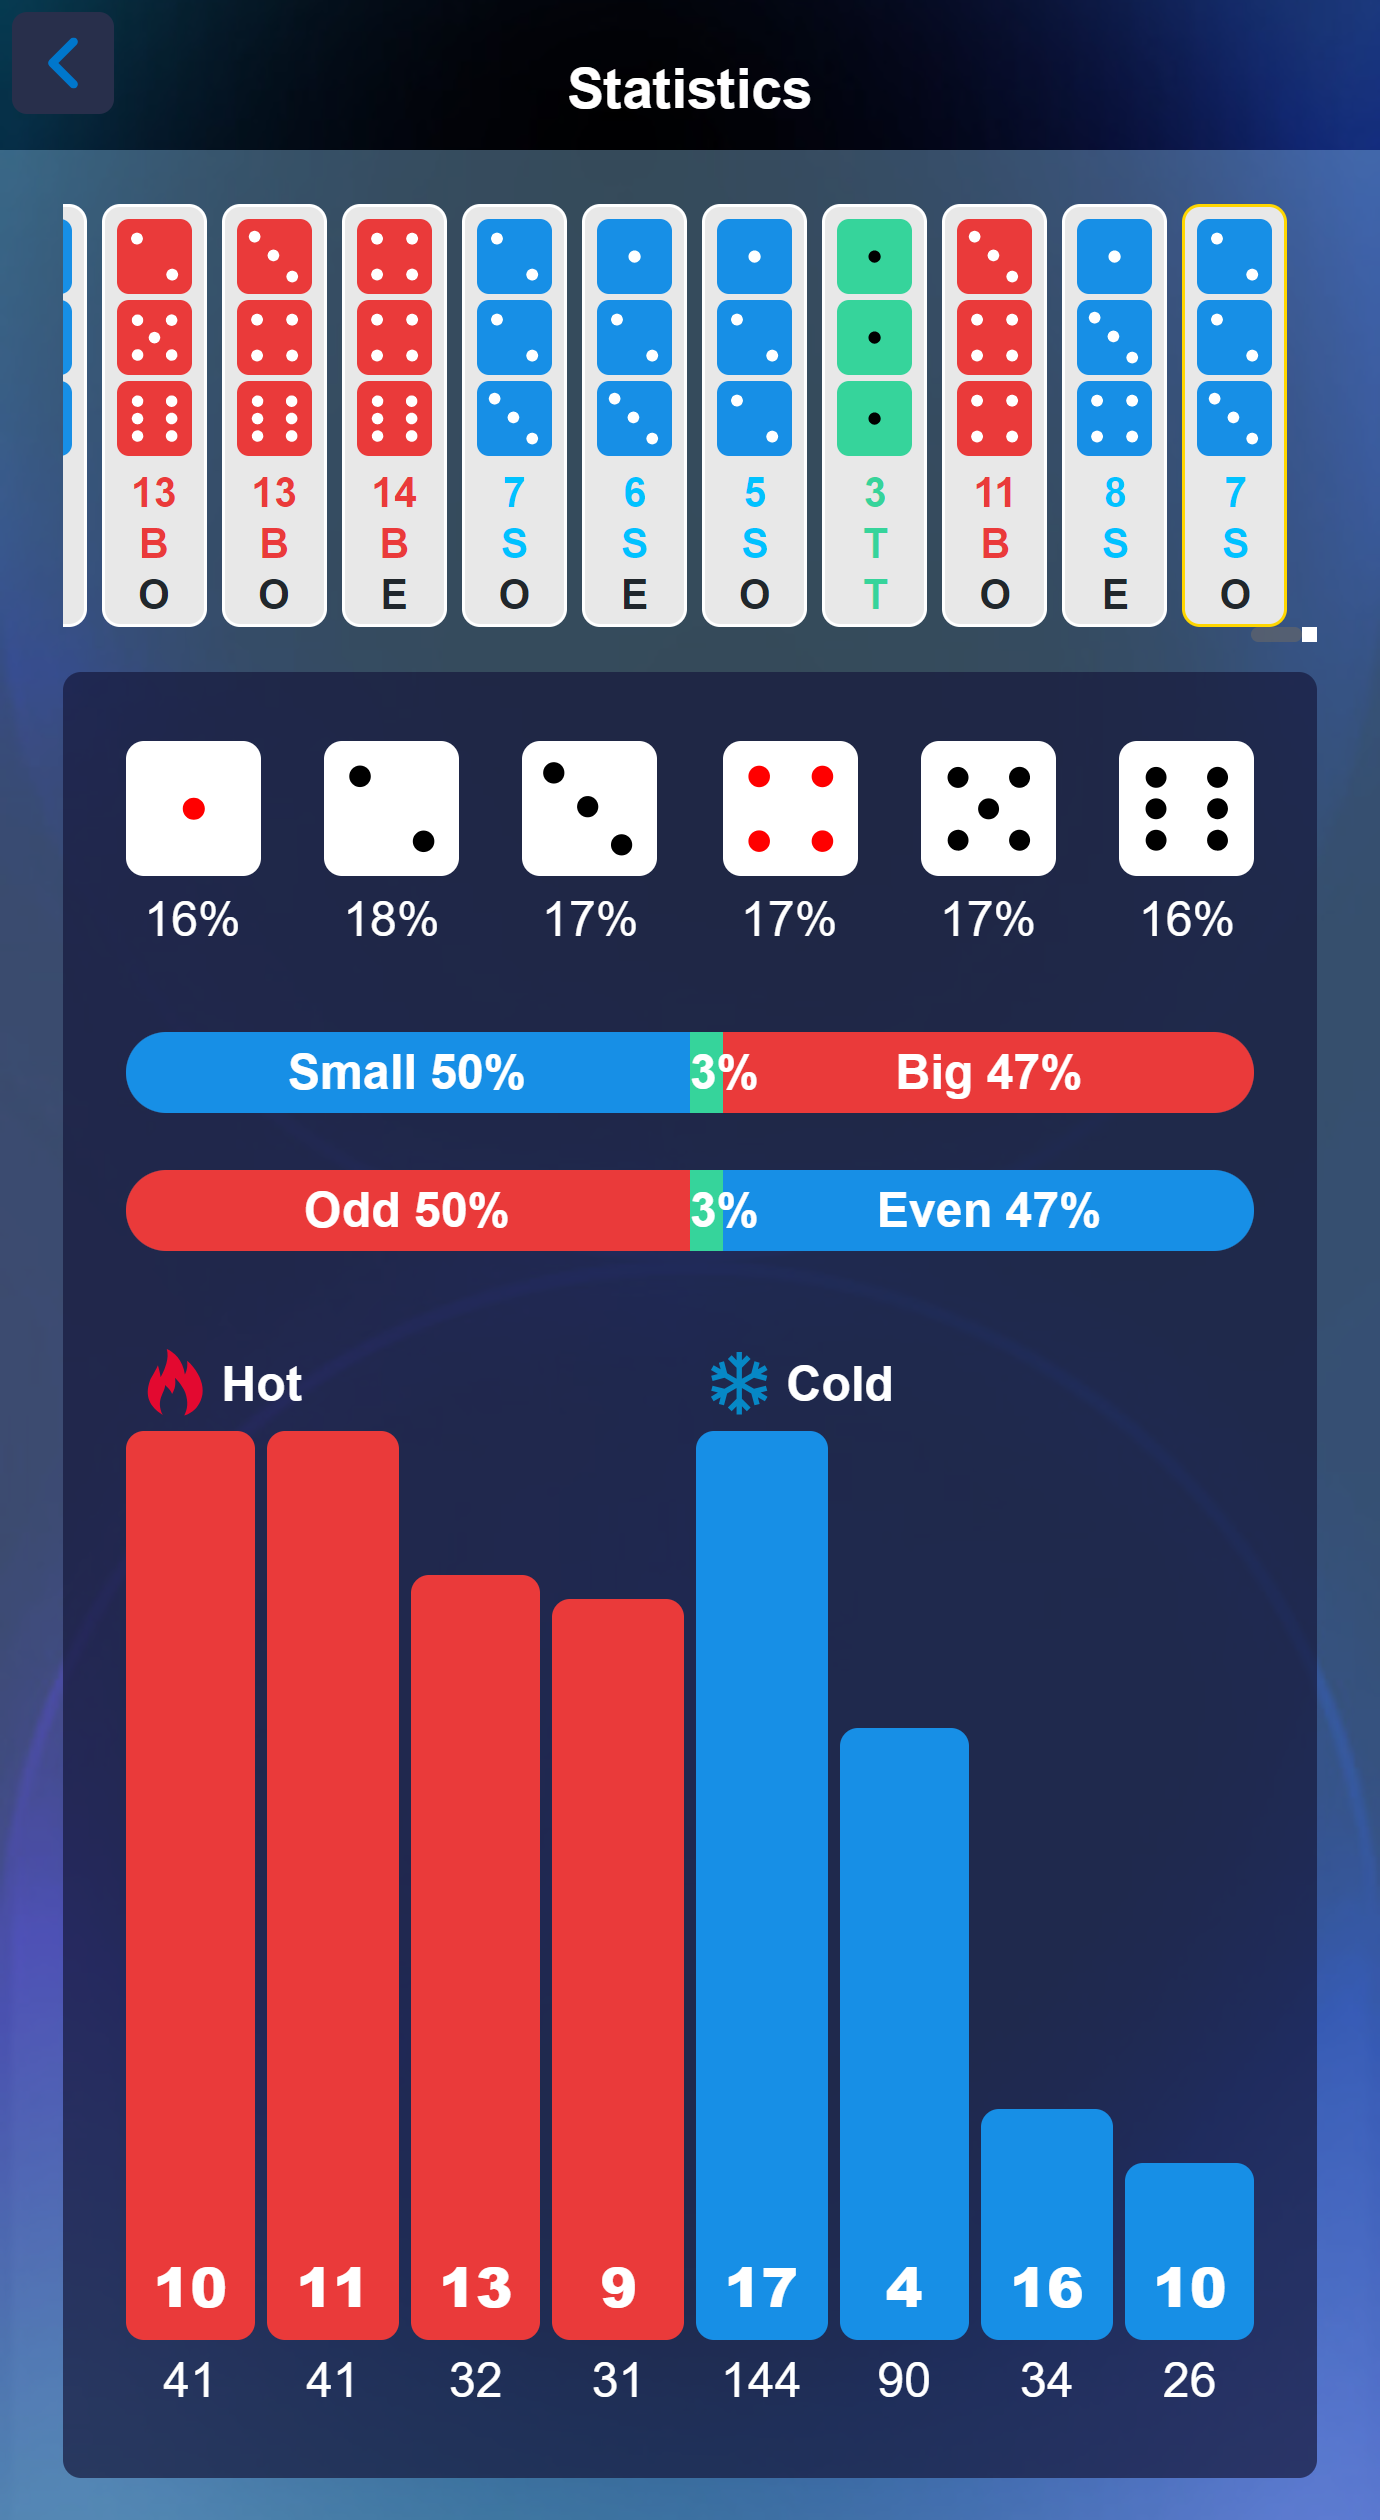 Statistics
13 13 14 7 6 5 3 11 8 7
B B B S S S T B S S
O O E O E O T O E O
16% 18% 17% 17% 17% 16%
Small 50% 3% Big 47%
Odd 50% 3% Even 47%
Hot Cold
10 11 13 9 17 4 16 10
41 41 32 31 144 90 34 26